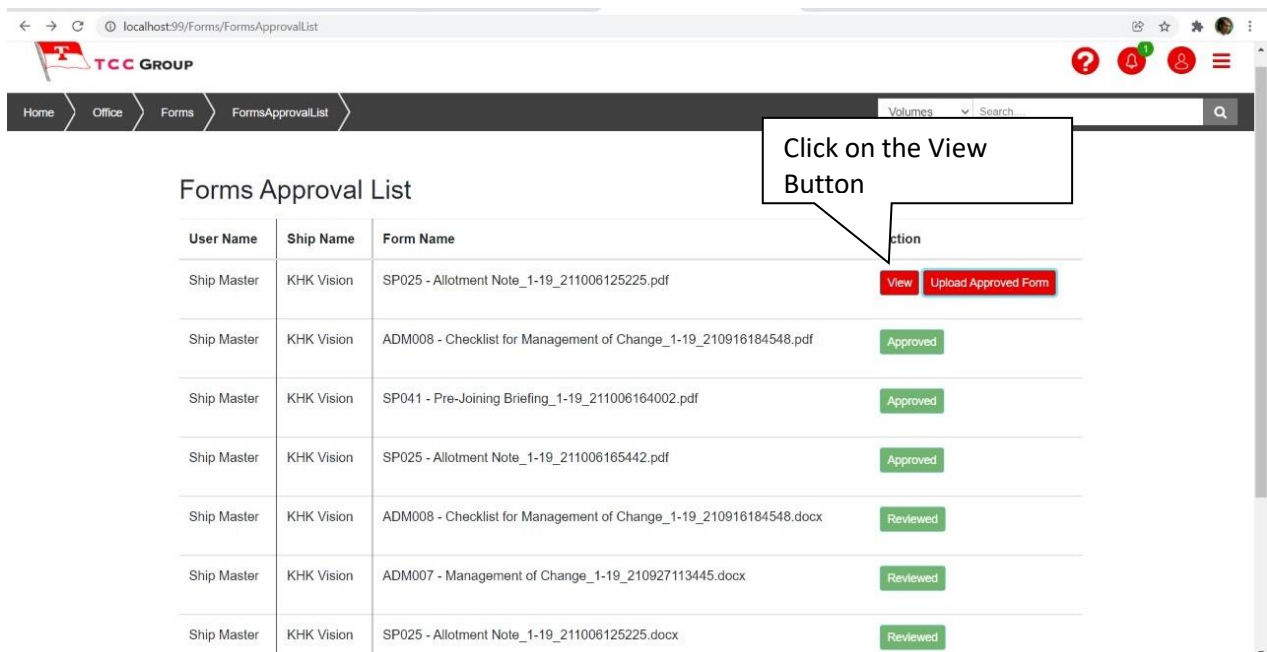 localhost:99/Forms/FormsApprovalList
T
TCC GROUP
? 1
Home Office Forms FormsApprovalList Volumes Search....
Click on the View
Button
Forms Approval List
User Name Ship Name Form Name ction
Ship Master KHK Vision SP025 - Allotment Note_1-19_211006125225.pdf View Upload Approved Form
Ship Master KHK Vision ADM008 - Checklist for Management of Change_1-19_210916184548.pdf Approved
Ship Master KHK Vision SP041 - Pre-Joining Briefing_1-19_211006164002.pdf Approved
Ship Master KHK Vision SP025 - Allotment Note_1-19_211006165442.pdf Approved
Ship Master KHK Vision ADM008 - Checklist for Management of Change_1-19_210916184548.docx Reviewed
Ship Master KHK Vision ADM007 - Management of Change_1-19_210927113445.docx Reviewed
Ship Master KHK Vision SP025 - Allotment Note_1-19_211006125225.docx Reviewed